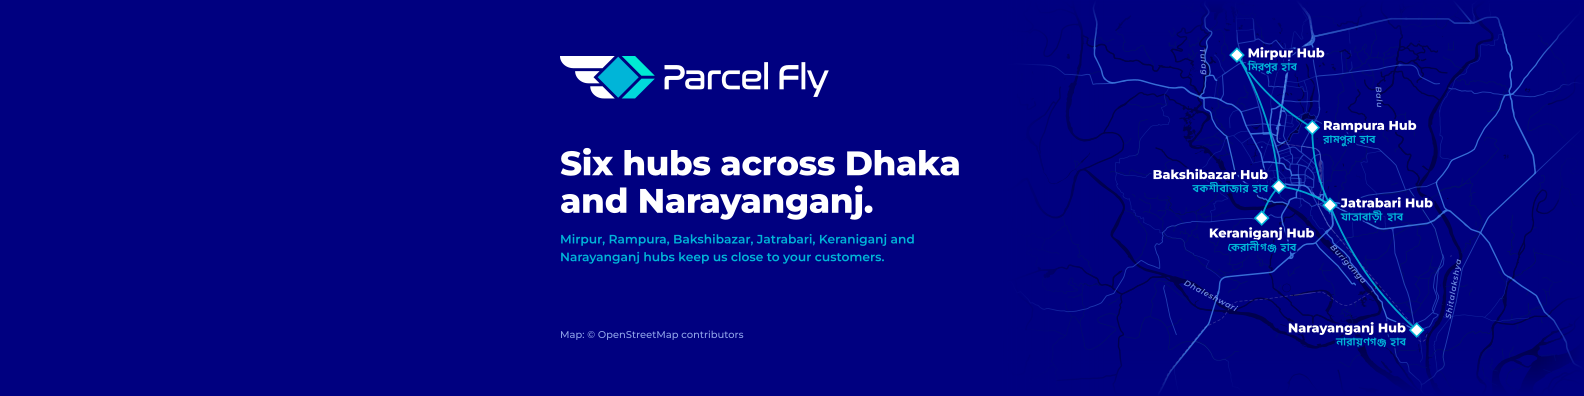 Parcel Fly
Six hubs across Dhaka
and Narayanganj.
Mirpur, Rampura, Bakshibazar, Jatrabari, Keraniganj and
Narayanganj hubs keep us close to your customers.
Map: © OpenStreetMap contributors
Turag
Mirpur Hub
মিরপুর হাব
Balu
Rampura Hub
রামপুরা হাব
Bakshibazar Hub
বকশীবাজার হাব
Jatrabari Hub
যাত্রাবাড়ী হাব
Keraniganj Hub
কেরানীগঞ্জ হাব
Buriganga
Dhaleshwari
Shitalakshya
Narayanganj Hub
নারায়ণগঞ্জ হাব